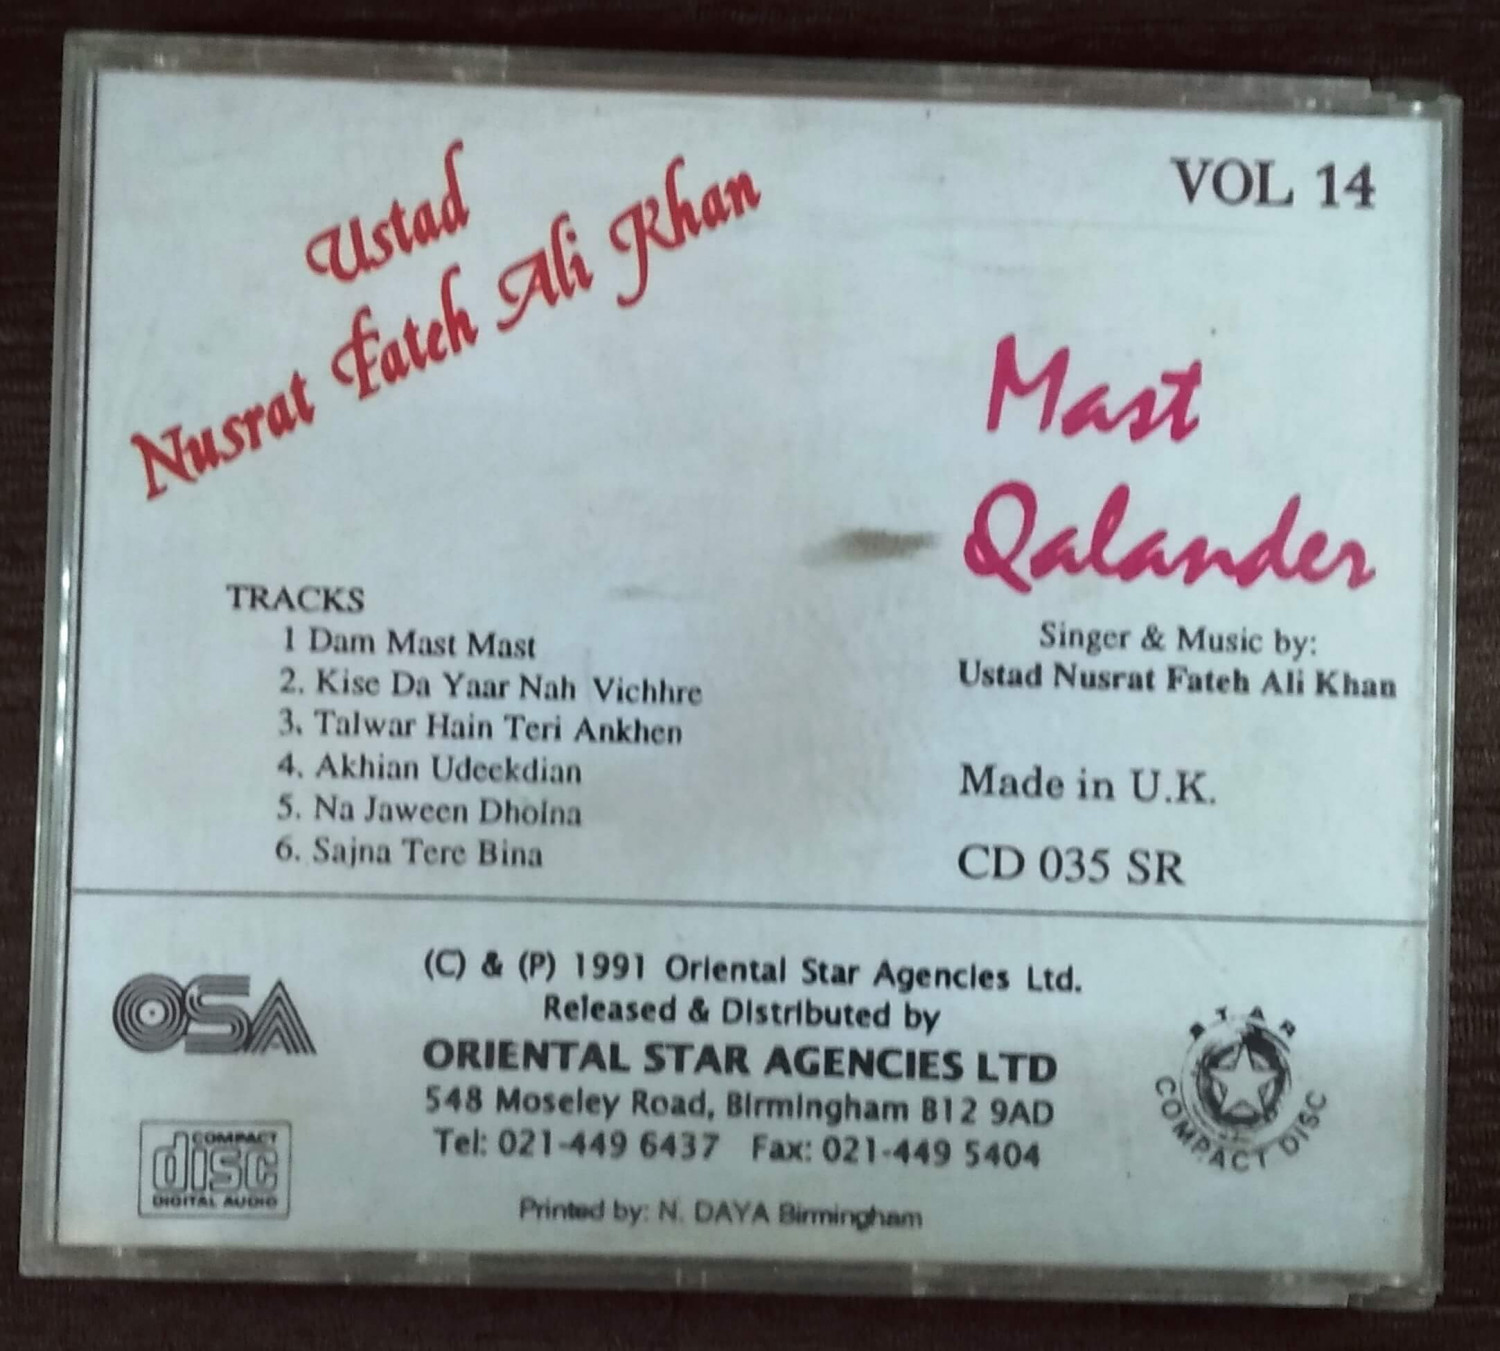 Ustad
Nusrat Fateh Ali Khan
VOL 14
Mast
Qalander
Singer & Music by:
Ustad Nusrat Fateh Ali Khan
Made in U.K.
CD 035 SR
TRACKS
1 Dam Mast Mast
2. Kise Da Yaar Nah Vichhre
3. Talwar Hain Teri Ankhen
4. Akhian Udeekdian
5. Na Jaween Dholna
6. Sajna Tere Bina
OSA
COMPACT
disc
DIGITAL AUDIO
(C) & (P) 1991 Oriental Star Agencies Ltd.
Released & Distributed by
ORIENTAL STAR AGENCIES LTD
548 Moseley Road, Birmingham B12 9AD
Tel: 021-449 6437 Fax: 021-449 5404
Printed by: N. DAYA Birmingham
STAR
COMPACT DISC